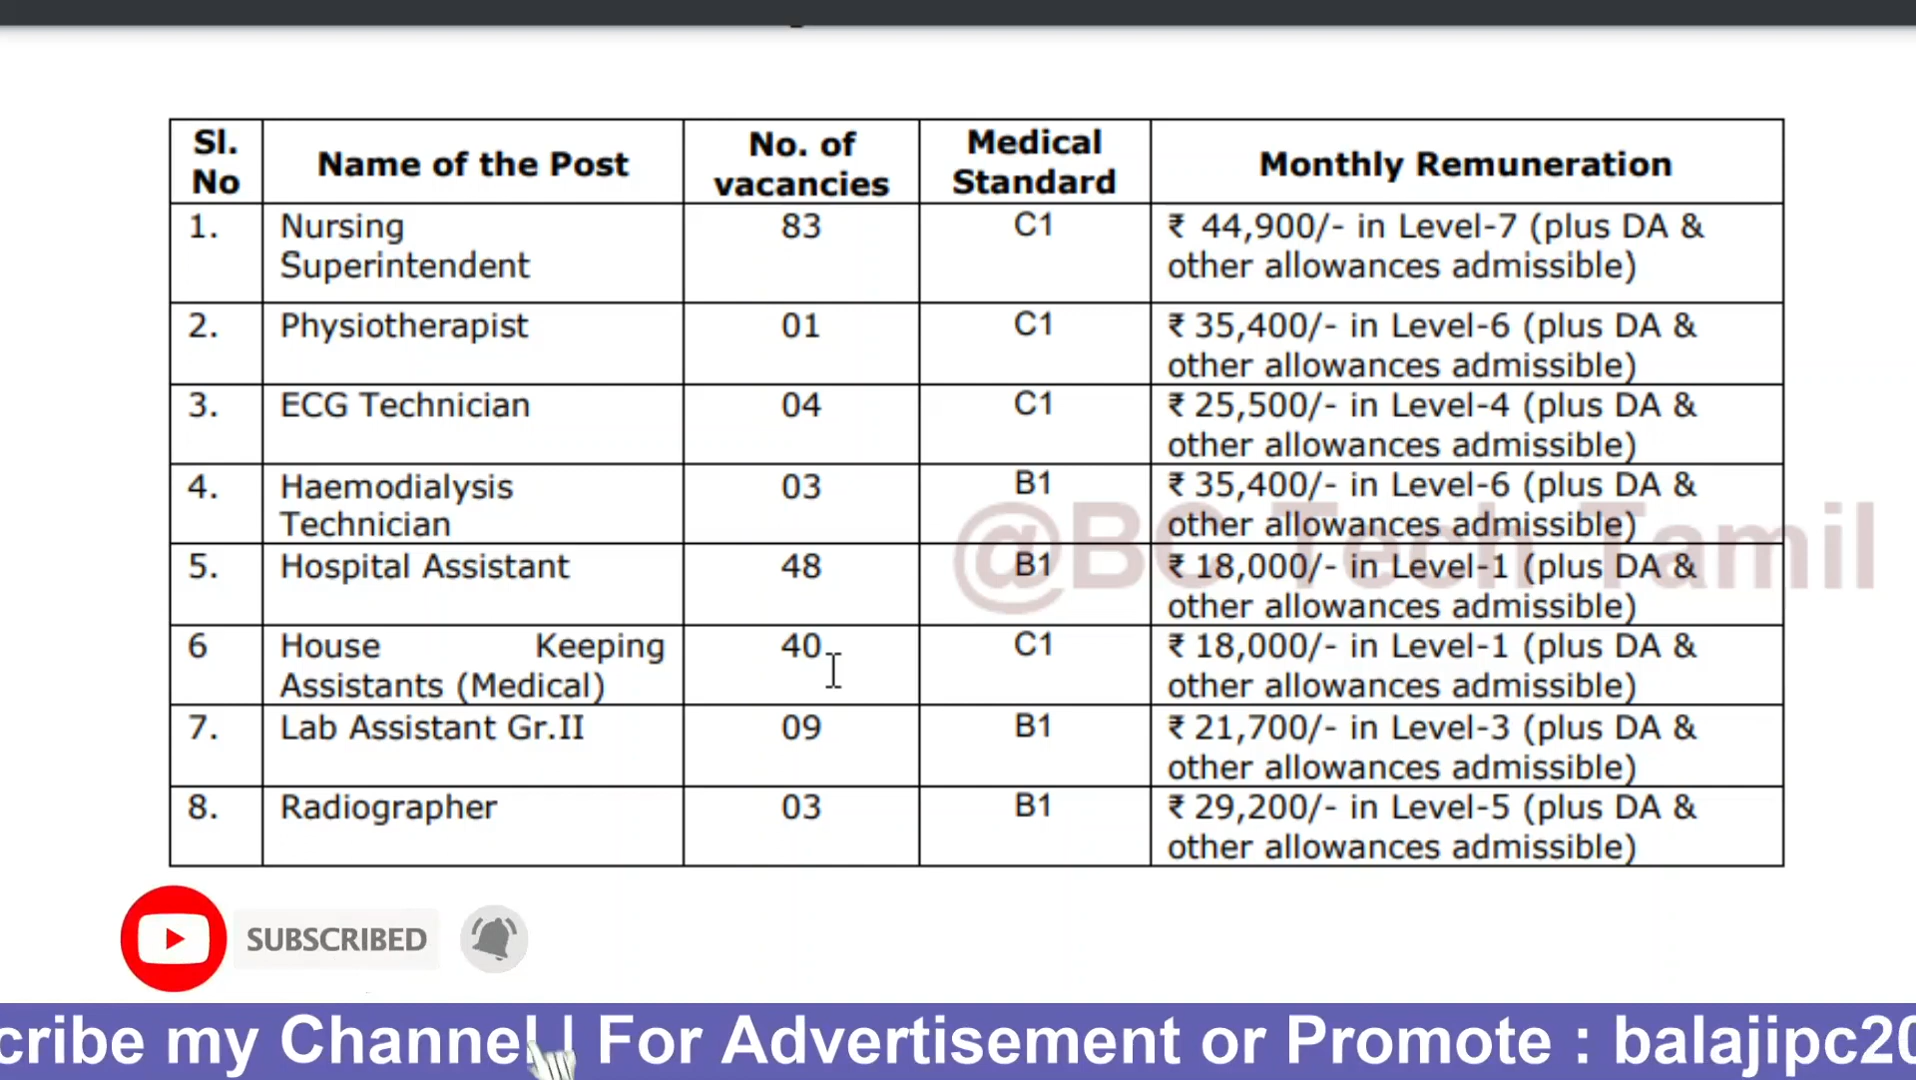 Sl. No | Name of the Post | No. of vacancies | Medical Standard | Monthly Remuneration
1. | Nursing Superintendent | 83 | C1 | ₹ 44,900/- in Level-7 (plus DA & other allowances admissible)
2. | Physiotherapist | 01 | C1 | ₹ 35,400/- in Level-6 (plus DA & other allowances admissible)
3. | ECG Technician | 04 | C1 | ₹ 25,500/- in Level-4 (plus DA & other allowances admissible)
4. | Haemodialysis Technician | 03 | B1 | ₹ 35,400/- in Level-6 (plus DA & other allowances admissible)
5. | Hospital Assistant | 48 | B1 | ₹ 18,000/- in Level-1 (plus DA & other allowances admissible)
6 | House Keeping Assistants (Medical) | 40 | C1 | ₹ 18,000/- in Level-1 (plus DA & other allowances admissible)
7. | Lab Assistant Gr.II | 09 | B1 | ₹ 21,700/- in Level-3 (plus DA & other allowances admissible)
8. | Radiographer | 03 | B1 | ₹ 29,200/- in Level-5 (plus DA & other allowances admissible)
@BC Tech Tamil
SUBSCRIBED
cribe my Channel | For Advertisement or Promote : balajipc20